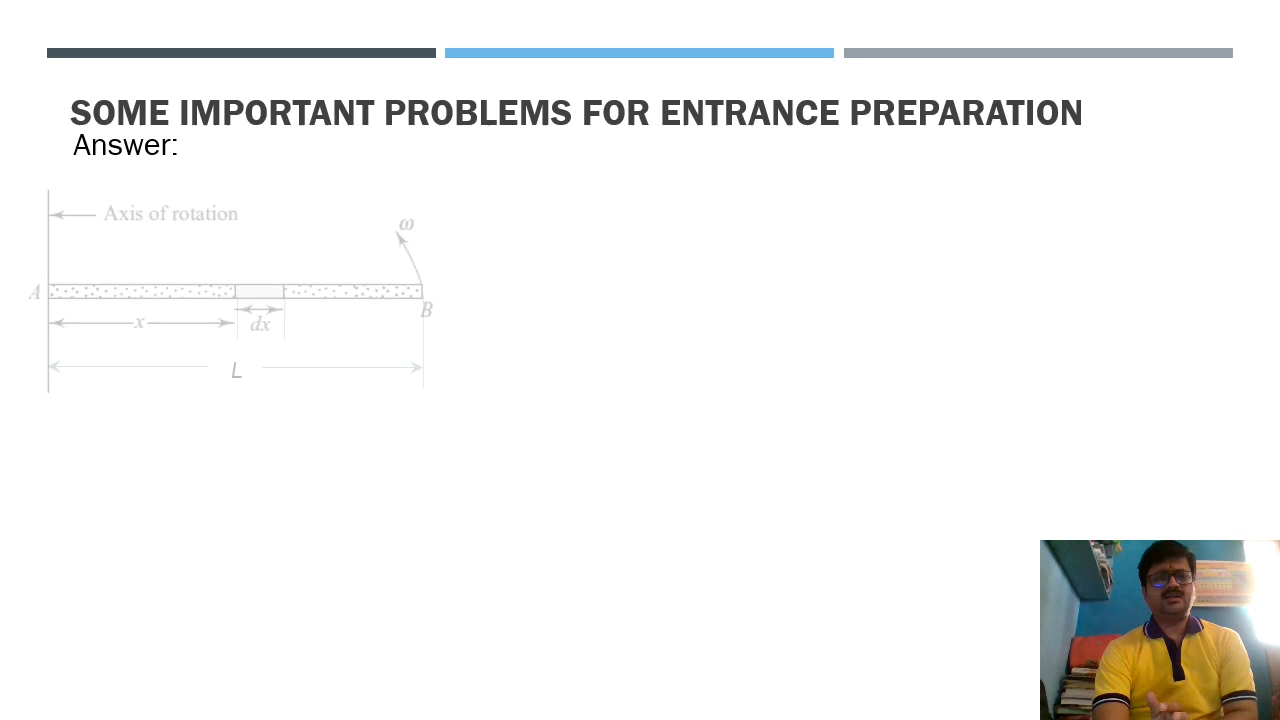 SOME IMPORTANT PROBLEMS FOR ENTRANCE PREPARATION
Answer:
Axis of rotation
ω
A
B
x
dx
L